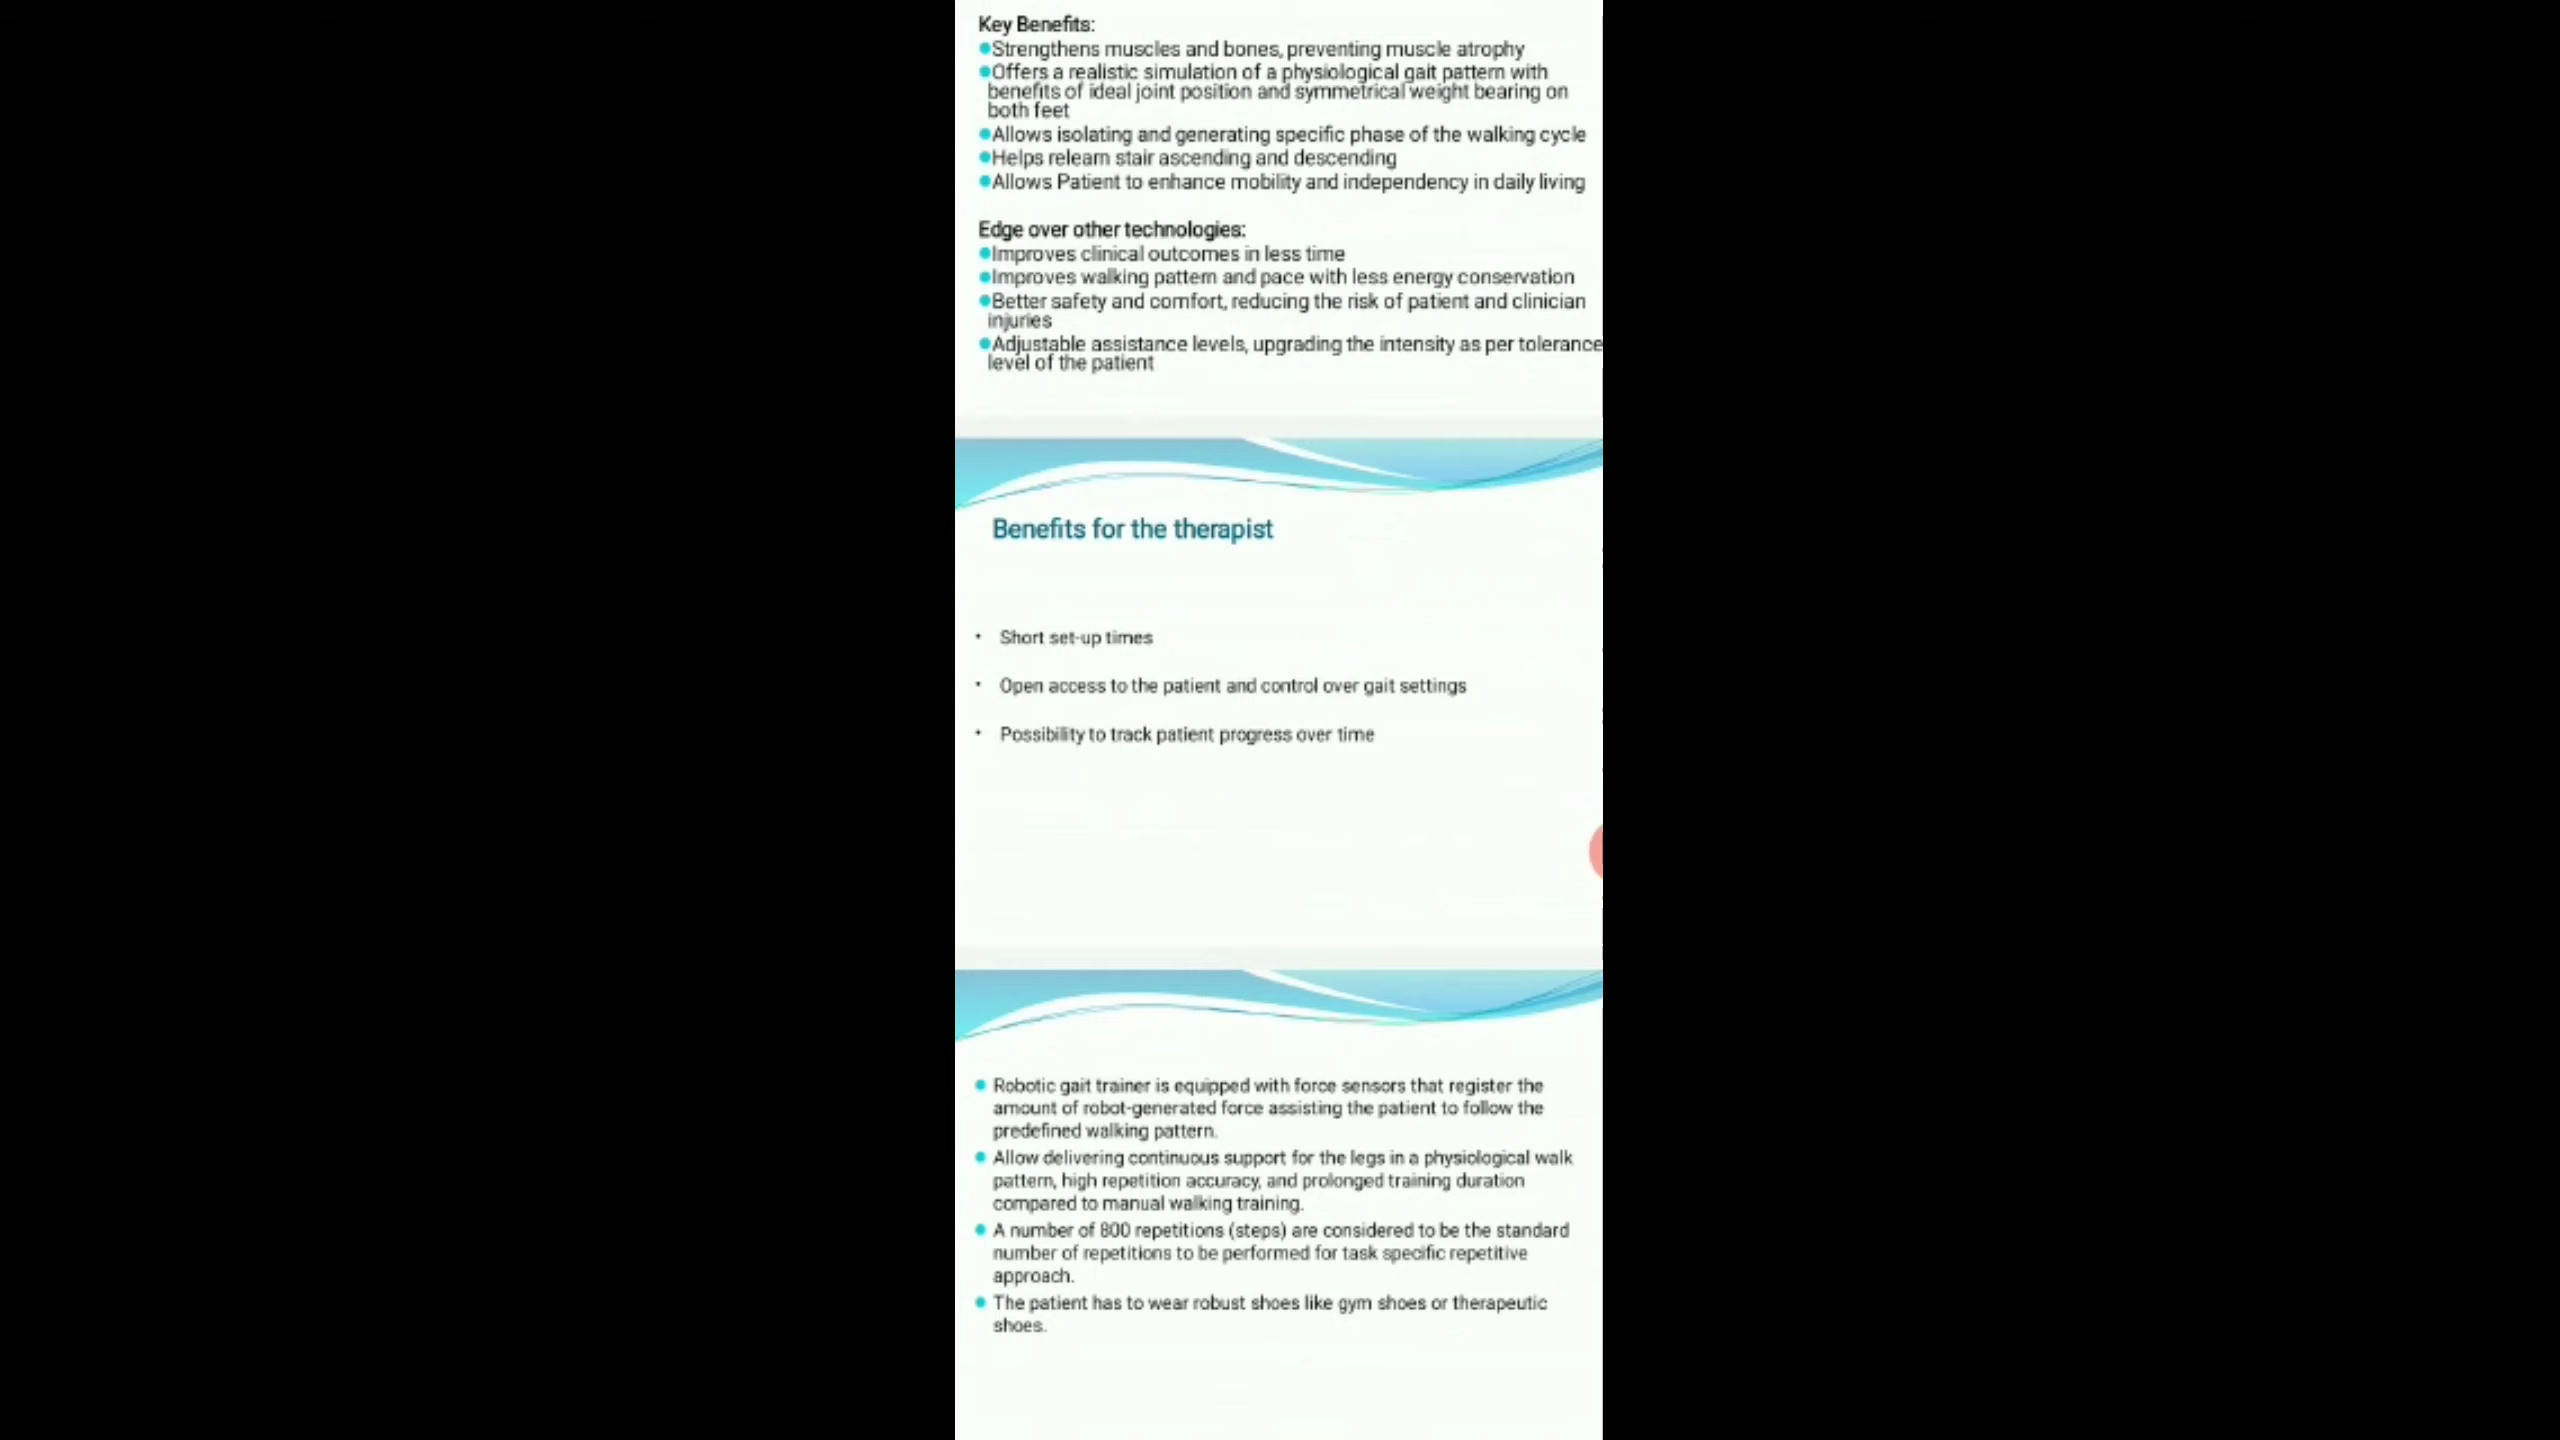 Key Benefits:
●Strengthens muscles and bones, preventing muscle atrophy
●Offers a realistic simulation of a physiological gait pattern with
benefits of ideal joint position and symmetrical weight bearing on
both feet
●Allows isolating and generating specific phase of the walking cycle
●Helps relearn stair ascending and descending
●Allows Patient to enhance mobility and independency in daily living
Edge over other technologies:
●Improves clinical outcomes in less time
●Improves walking pattern and pace with less energy conservation
●Better safety and comfort, reducing the risk of patient and clinician
injuries
●Adjustable assistance levels, upgrading the intensity as per tolerance
level of the patient
Benefits for the therapist
• Short set-up times
• Open access to the patient and control over gait settings
• Possibility to track patient progress over time
● Robotic gait trainer is equipped with force sensors that register the
amount of robot-generated force assisting the patient to follow the
predefined walking pattern.
● Allow delivering continuous support for the legs in a physiological walk
pattern, high repetition accuracy, and prolonged training duration
compared to manual walking training.
● A number of 800 repetitions (steps) are considered to be the standard
number of repetitions to be performed for task specific repetitive
approach.
● The patient has to wear robust shoes like gym shoes or therapeutic
shoes.